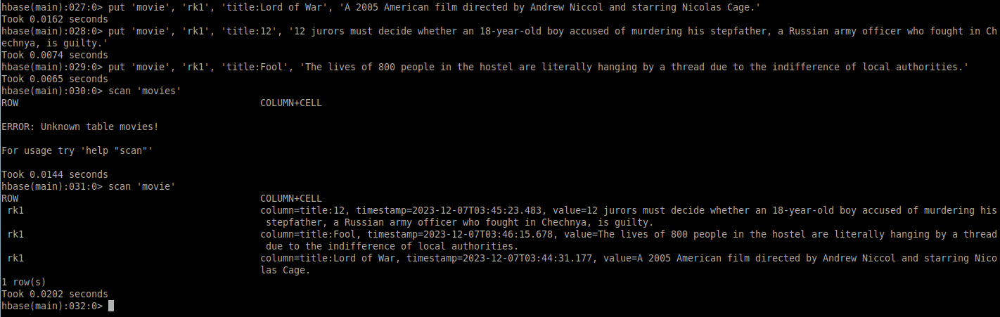 hbase(main):027:0> put 'movie', 'rk1', 'title:Lord of War', 'A 2005 American film directed by Andrew Niccol and starring Nicolas Cage.'
Took 0.0162 seconds
hbase(main):028:0> put 'movie', 'rk1', 'title:12', '12 jurors must decide whether an 18-year-old boy accused of murdering his stepfather, a Russian army officer who fought in Ch
echnya, is guilty.'
Took 0.0074 seconds
hbase(main):029:0> put 'movie', 'rk1', 'title:Fool', 'The lives of 800 people in the hostel are literally hanging by a thread due to the indifference of local authorities.'
Took 0.0065 seconds
hbase(main):030:0> scan 'movies'
ROW COLUMN+CELL
ERROR: Unknown table movies!
For usage try 'help "scan"'
Took 0.0144 seconds
hbase(main):031:0> scan 'movie'
ROW COLUMN+CELL
rk1 column=title:12, timestamp=2023-12-07T03:45:23.483, value=12 jurors must decide whether an 18-year-old boy accused of murdering his
stepfather, a Russian army officer who fought in Chechnya, is guilty.
rk1 column=title:Fool, timestamp=2023-12-07T03:46:15.678, value=The lives of 800 people in the hostel are literally hanging by a thread
due to the indifference of local authorities.
rk1 column=title:Lord of War, timestamp=2023-12-07T03:44:31.177, value=A 2005 American film directed by Andrew Niccol and starring Nico
las Cage.
1 row(s)
Took 0.0202 seconds
hbase(main):032:0>